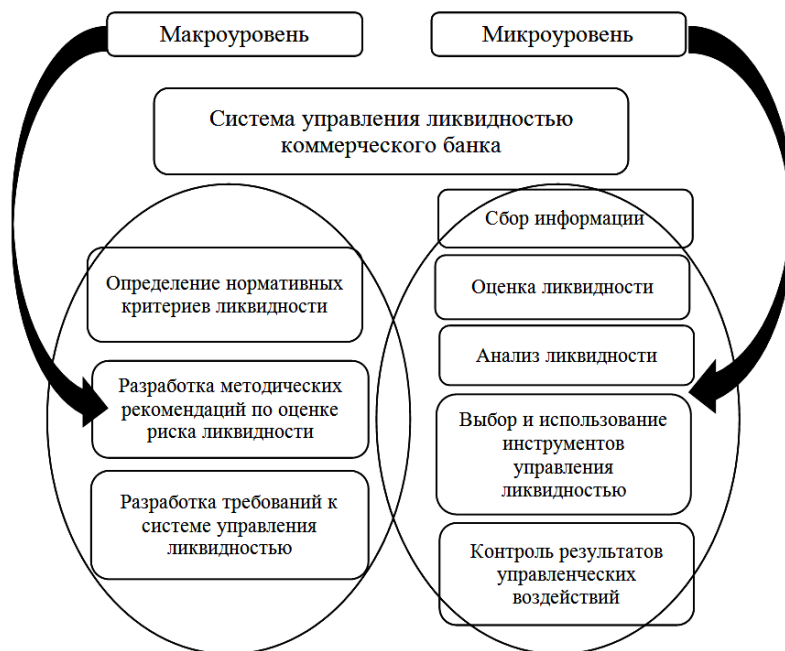 Макроуровень
Микроуровень
Система управления ликвидностью
коммерческого банка
Определение нормативных
критериев ликвидности
Разработка методических
рекомендаций по оценке
риска ликвидности
Разработка требований к
системе управления
ликвидностью
Сбор информации
Оценка ликвидности
Анализ ликвидности
Выбор и использование
инструментов
управления
ликвидностью
Контроль результатов
управленческих
воздействий